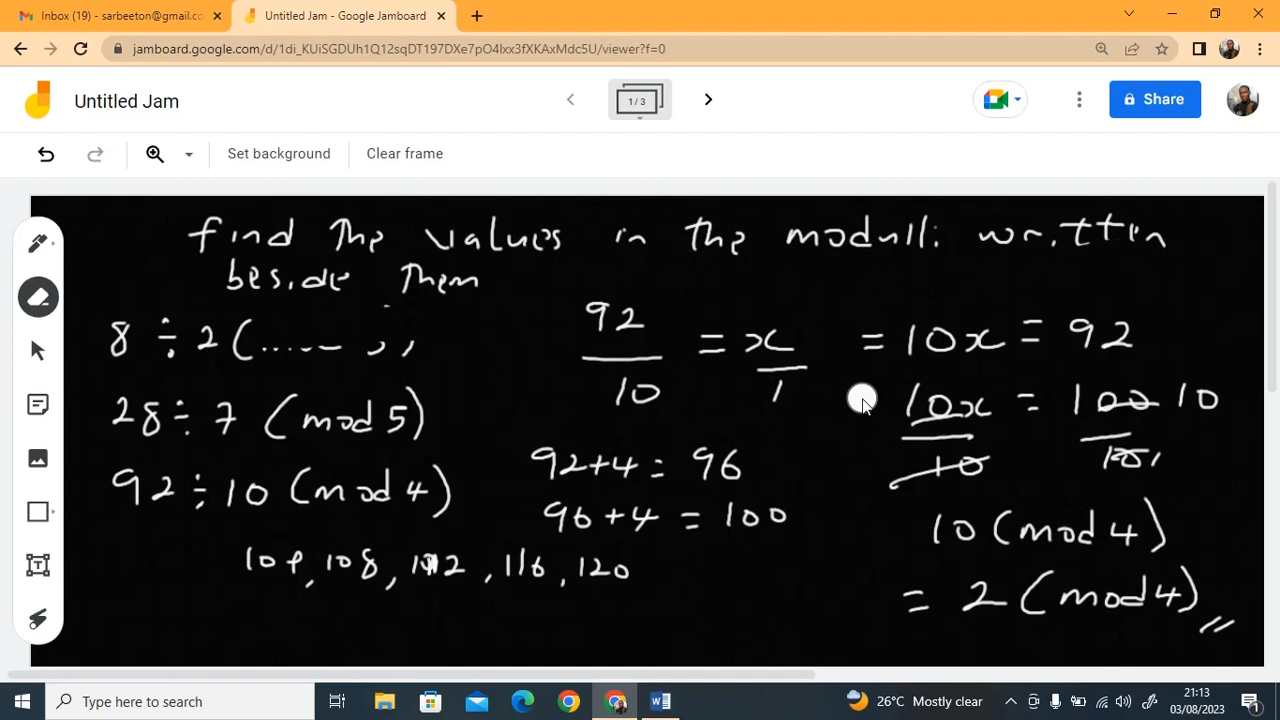 Inbox (19) - sarbeeton@gmail.co
Untitled Jam - Google Jamboard
jamboard.google.com/d/1di_KUiSGDUh1Q12sqDT197DXe7pO4Ixx3fXKAxMdc5U/viewer?f=0
Untitled Jam
1 / 3
Share
Set background
Clear frame
find the values in the moduli written
beside them
8 ÷ 2 (
28 ÷ 7 (mod 5)
92 ÷ 10 (mod 4)
104, 108, 112, 116, 120
92
10
= x
1
92+4 = 96
96+4 = 100
= 10x = 92
10x = 100 10
10 10
10 (mod 4)
= 2 (mod 4)
Type here to search
26°C Mostly clear
21:13
03/08/2023